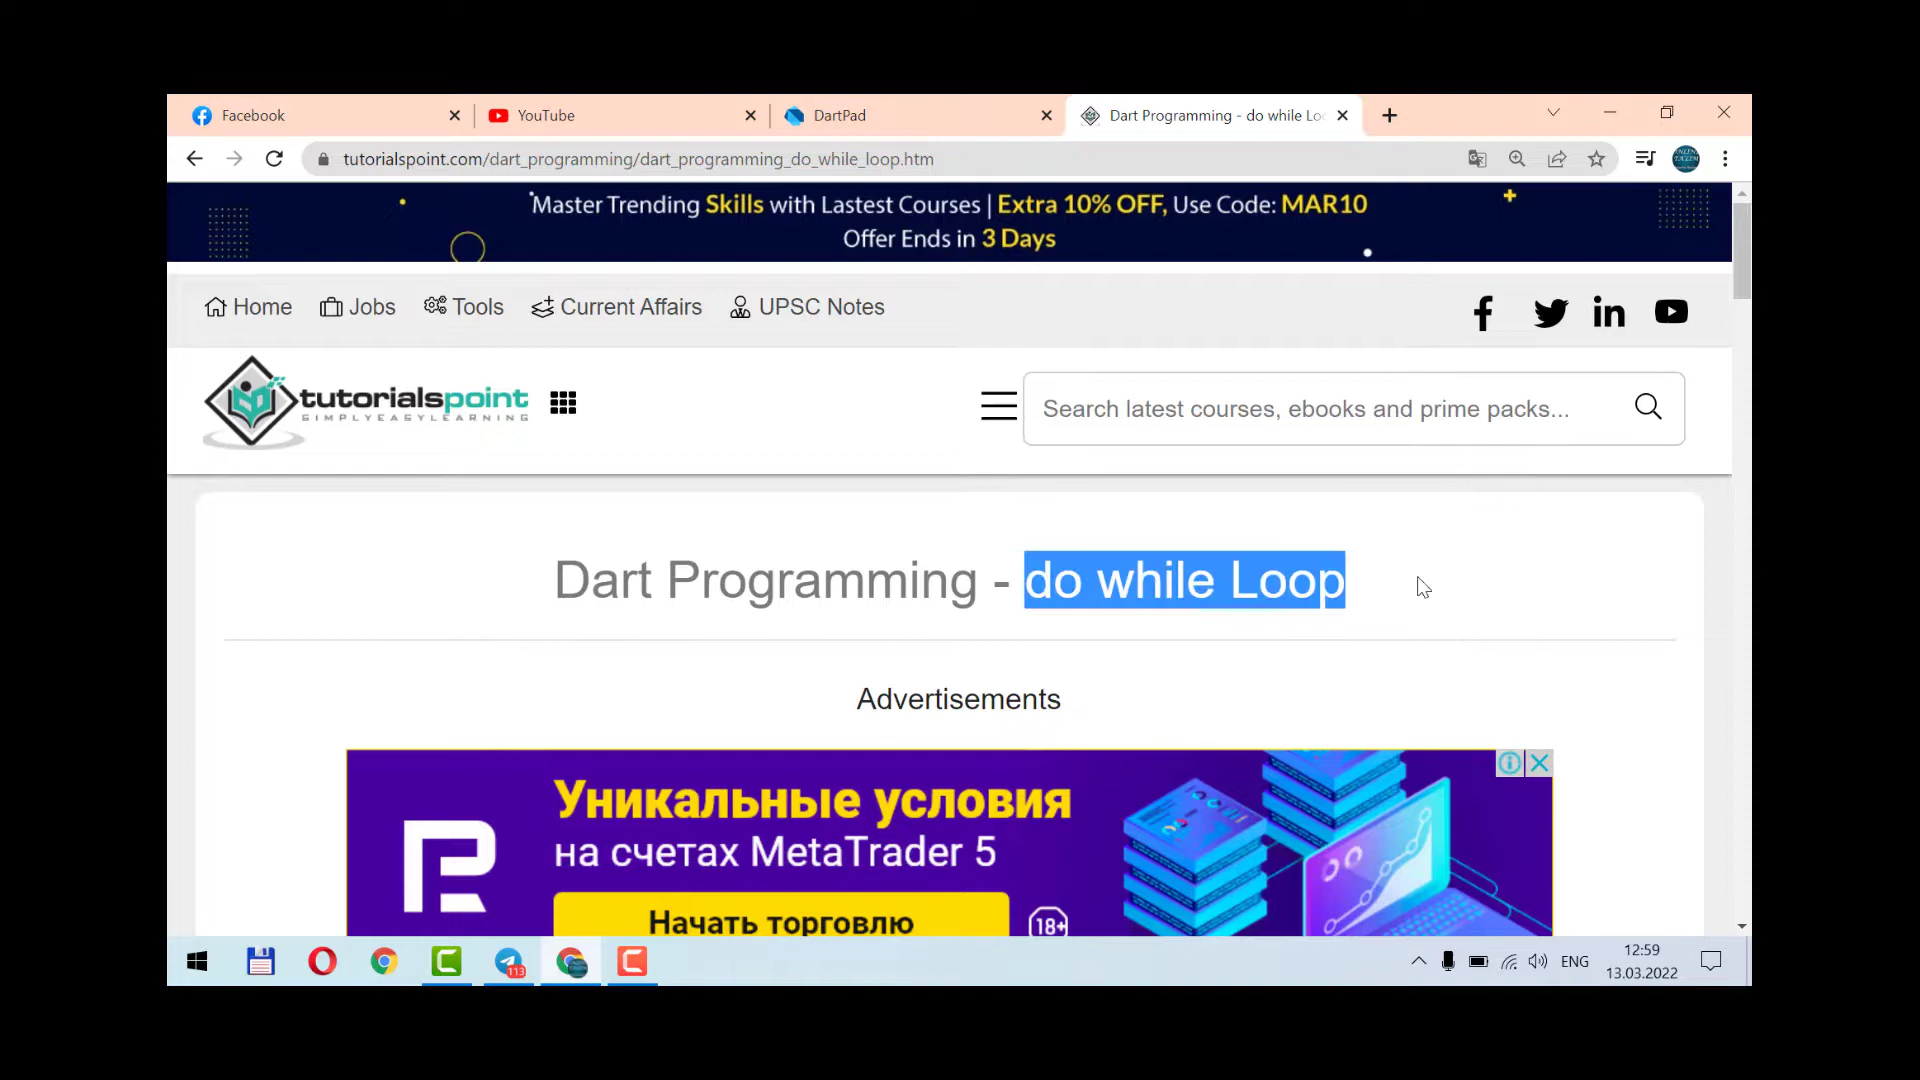 Facebook
YouTube
DartPad
Dart Programming - do while Loo
tutorialspoint.com/dart_programming/dart_programming_do_while_loop.htm
Master Trending Skills with Lastest Courses | Extra 10% OFF, Use Code: MAR10
Offer Ends in 3 Days
Home
Jobs
Tools
Current Affairs
UPSC Notes
tutorialspoint
SIMPLYEASYLEARNING
Search latest courses, ebooks and prime packs...
Dart Programming - do while Loop
Advertisements
Уникальные условия
на счетах MetaTrader 5
Начать торговлю
18+
113
ENG
12:59
13.03.2022